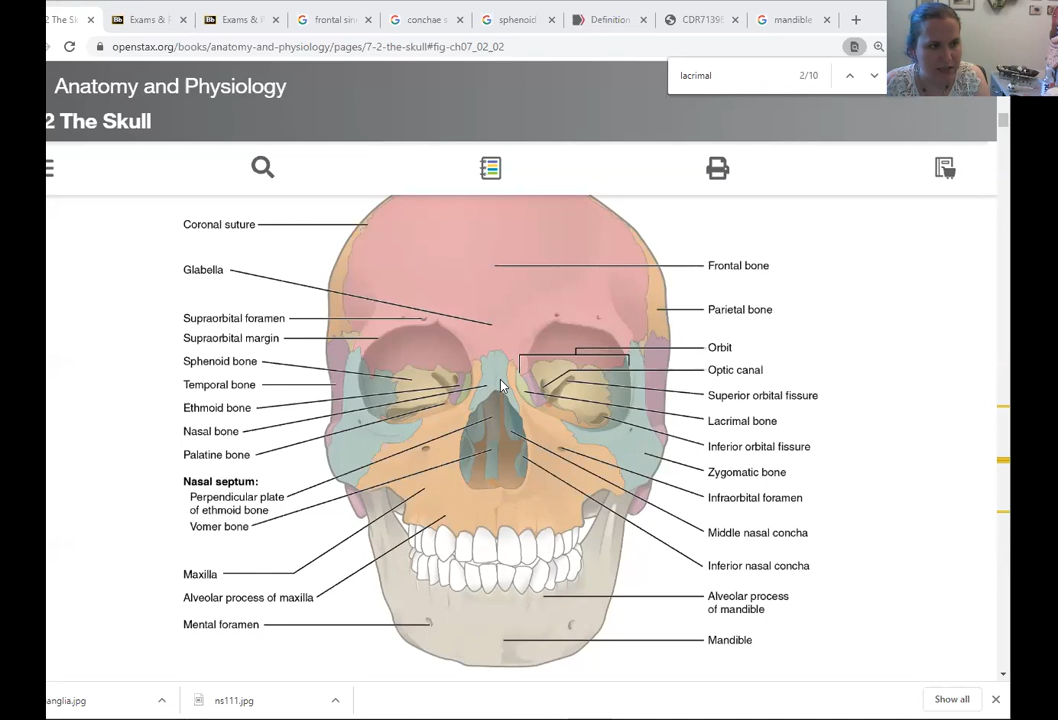 2 The Sk
Exams &
Exams & P
frontal sin
conchae s
sphenoid
Definition
CDR7139
mandible
openstax.org/books/anatomy-and-physiology/pages/7-2-the-skull#fig-ch07_02_02
lacrimal 2/10
Anatomy and Physiology
2 The Skull
Coronal suture
Glabella
Supraorbital foramen
Supraorbital margin
Sphenoid bone
Temporal bone
Ethmoid bone
Nasal bone
Palatine bone
Nasal septum:
Perpendicular plate
of ethmoid bone
Vomer bone
Maxilla
Alveolar process of maxilla
Mental foramen
Frontal bone
Parietal bone
Orbit
Optic canal
Superior orbital fissure
Lacrimal bone
Inferior orbital fissure
Zygomatic bone
Infraorbital foramen
Middle nasal concha
Inferior nasal concha
Alveolar process
of mandible
Mandible
anglia.jpg
ns111.jpg
Show all